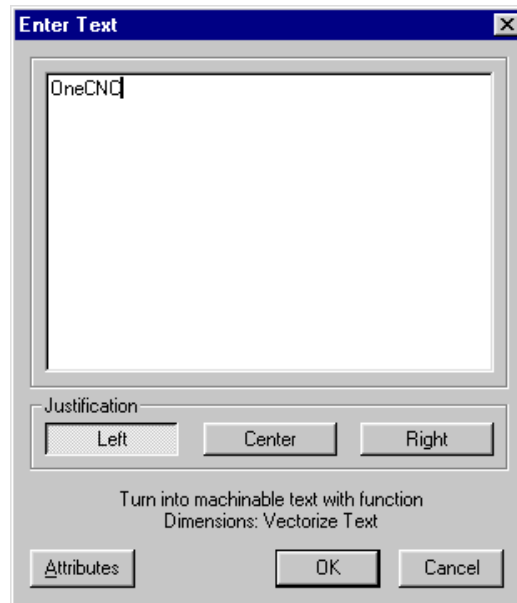 Enter Text
OneCNC
Justification
Left Center Right
Turn into machinable text with function
Dimensions: Vectorize Text
Attributes OK Cancel